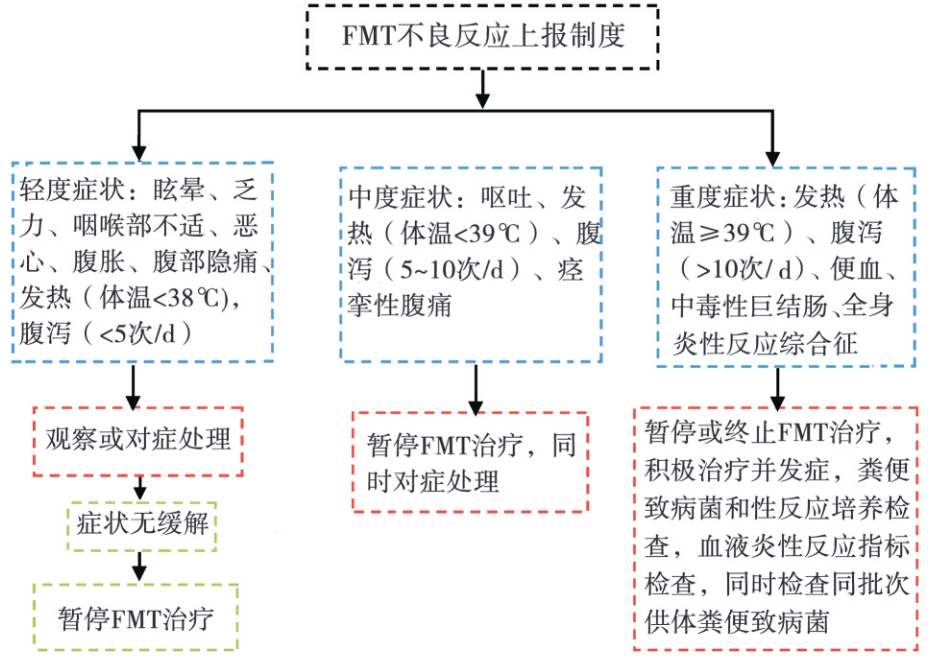 FMT不良反应上报制度
轻度症状：眩晕、乏
力、咽喉部不适、恶
心、腹胀、腹部隐痛、
发热（体温<38℃），
腹泻（<5次/d）
中度症状：呕吐、发
热（体温<39℃）、腹
泻（5~10次/d）、痉
挛性腹痛
重度症状：发热（体
温≥39℃）、腹泻
（>10次/ d）、便血、
中毒性巨结肠、全身
炎性反应综合征
观察或对症处理
症状无缓解
暂停FMT治疗
暂停FMT治疗，同
时对症处理
暂停或终止FMT治疗，
积极治疗并发症，粪便
致病菌和性反应培养检
查，血液炎性反应指标
检查，同时检查同批次
供体粪便致病菌